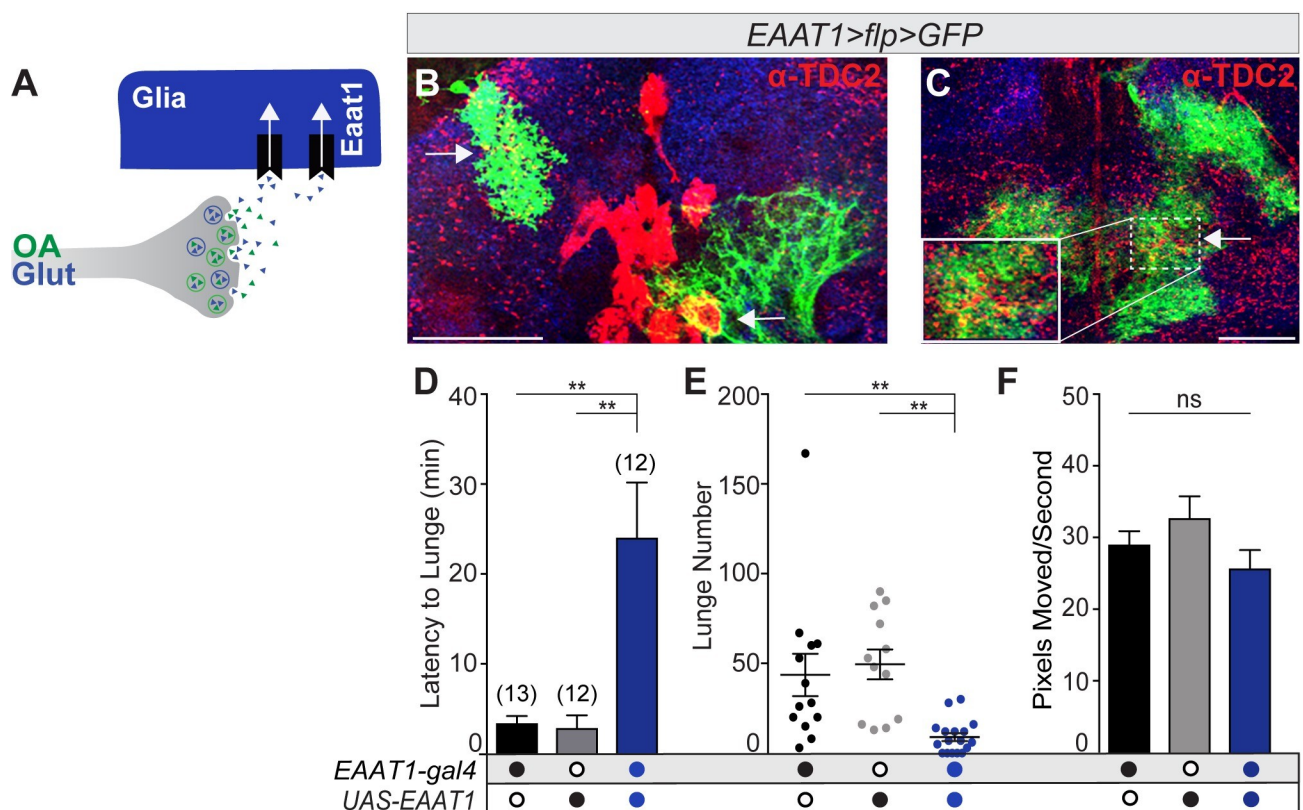 EAAT1>flp>GFP
A
Glia
Eaat1
OA
Glut
B
α-TDC2
C
α-TDC2
D
Latency to Lunge (min)
40
30
20
10
0
**
**
(13)
(12)
(12)
E
Lunge Number
200
150
100
50
0
**
**
F
Pixels Moved/Second
50
40
30
20
10
0
ns
EAAT1-gal4
UAS-EAAT1